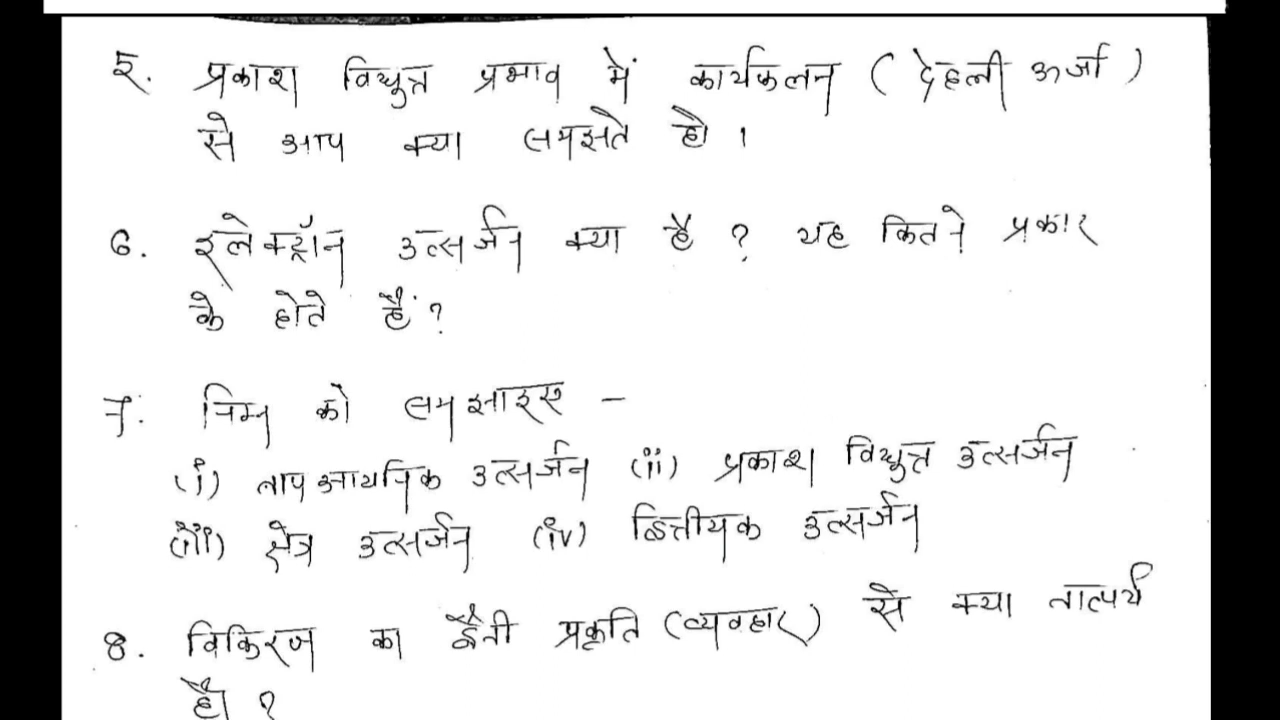 5. प्रकाश विद्युत प्रभाव में कार्यफलन ( देहली ऊर्जा )
से आप क्या समझते हो ।
6. इलेक्ट्रॉन उत्सर्जन क्या है ? यह कितने प्रकार
के होते हैं ?
7. निम्न को समझाइए –
(i) ताप आयनिक उत्सर्जन (ii) प्रकाश विद्युत उत्सर्जन
(iii) क्षेत्र उत्सर्जन (iv) द्वित्तीयक उत्सर्जन
8. विकिरण का द्वैती प्रकृति (व्यवहार) से क्या तात्पर्य
है ?